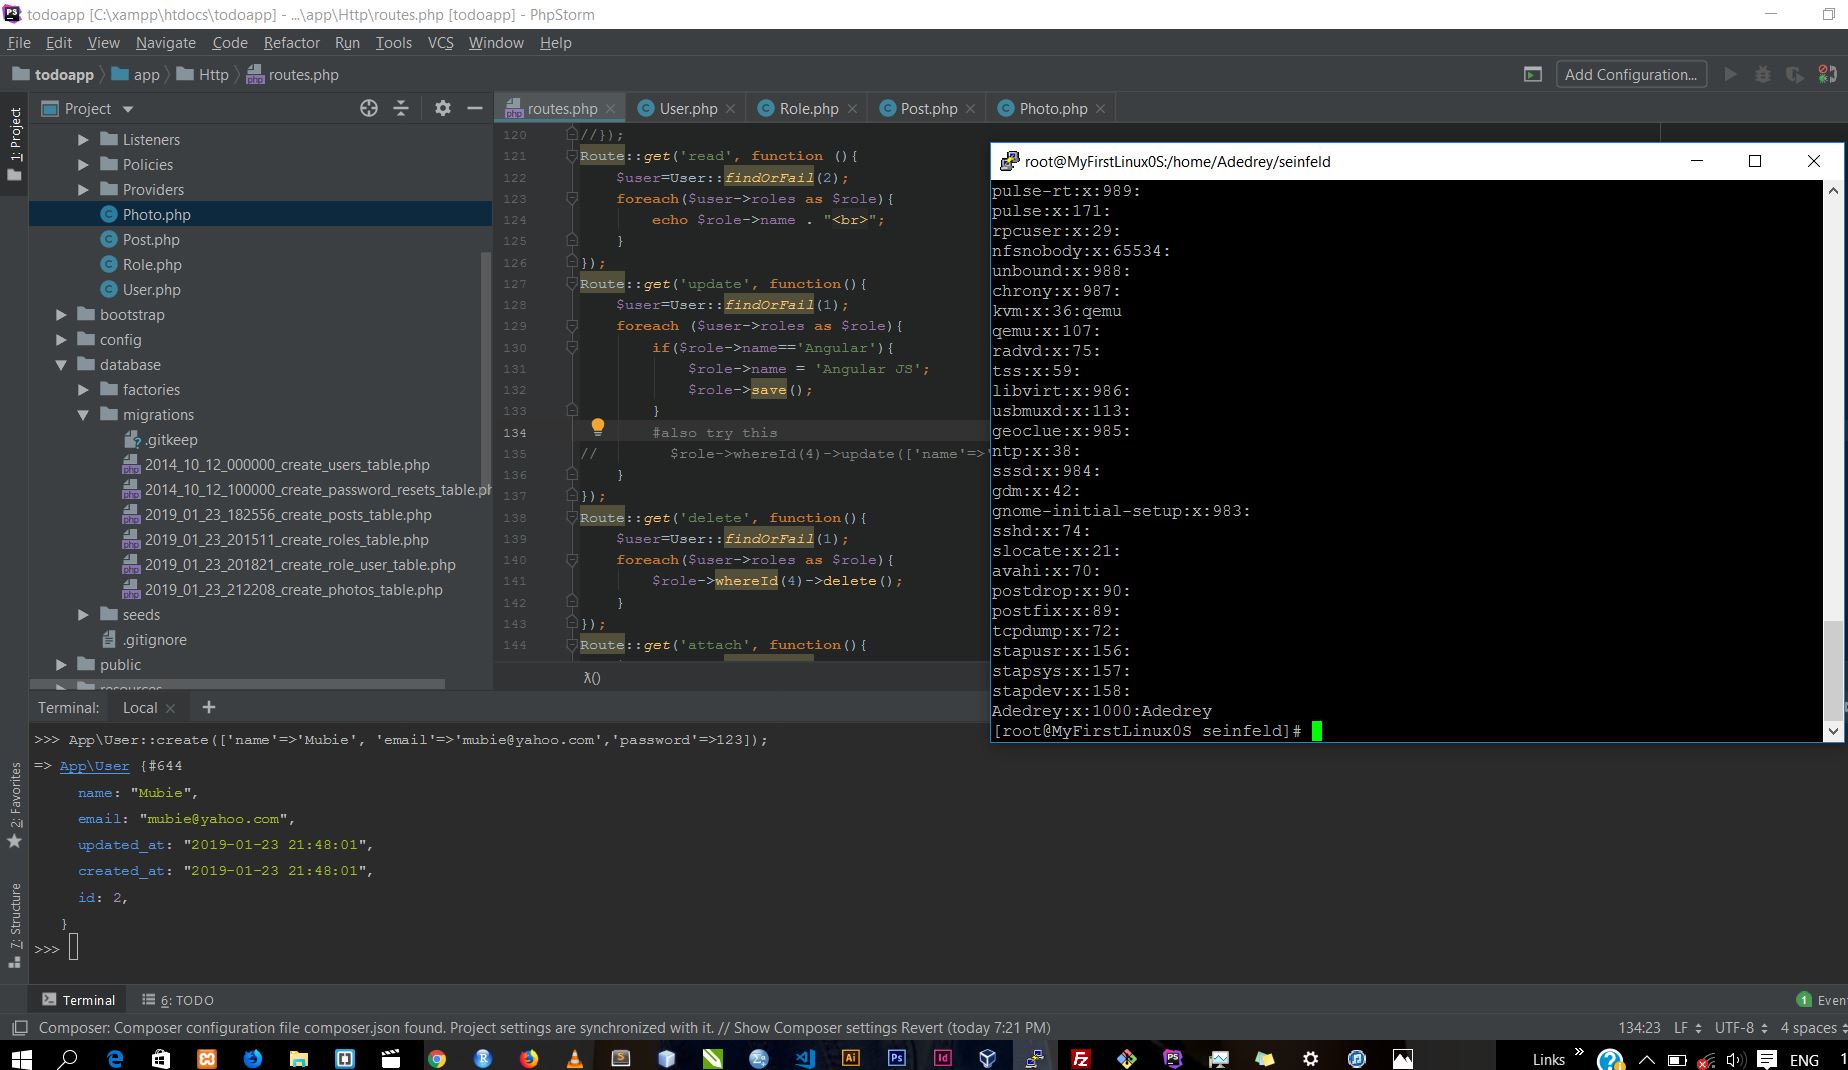 todoapp [C:\xampp\htdocs\todoapp] - ...\app\Http\routes.php [todoapp] - PhpStorm
File Edit View Navigate Code Refactor Run Tools VCS Window Help
todoapp app Http routes.php Add Configuration...
1: Project
Project
Listeners
Policies
Providers
Photo.php
Post.php
Role.php
User.php
bootstrap
config
database
factories
migrations
.gitkeep
2014_10_12_000000_create_users_table.php
2014_10_12_100000_create_password_resets_table.ph
2019_01_23_182556_create_posts_table.php
2019_01_23_201511_create_roles_table.php
2019_01_23_201821_create_role_user_table.php
2019_01_23_212208_create_photos_table.php
seeds
.gitignore
public
resources
routes.php User.php Role.php Post.php Photo.php
120 //});
121 Route::get('read', function (){
122 $user=User::findOrFail(2);
123 foreach($user->roles as $role){
124 echo $role->name . "<br>";
125 }
126 });
127 Route::get('update', function(){
128 $user=User::findOrFail(1);
129 foreach ($user->roles as $role){
130 if($role->name=='Angular'){
131 $role->name = 'Angular JS';
132 $role->save();
133 }
134 #also try this
135 // $role->whereId(4)->update(['name'=>'
136 }
137 });
138 Route::get('delete', function(){
139 $user=User::findOrFail(1);
140 foreach($user->roles as $role){
141 $role->whereId(4)->delete();
142 }
143 });
144 Route::get('attach', function(){
λ()
root@MyFirstLinux0S:/home/Adedrey/seinfeld
pulse-rt:x:989:
pulse:x:171:
rpcuser:x:29:
nfsnobody:x:65534:
unbound:x:988:
chrony:x:987:
kvm:x:36:qemu
qemu:x:107:
radvd:x:75:
tss:x:59:
libvirt:x:986:
usbmuxd:x:113:
geoclue:x:985:
ntp:x:38:
sssd:x:984:
gdm:x:42:
gnome-initial-setup:x:983:
sshd:x:74:
slocate:x:21:
avahi:x:70:
postdrop:x:90:
postfix:x:89:
tcpdump:x:72:
stapusr:x:156:
stapsys:x:157:
stapdev:x:158:
Adedrey:x:1000:Adedrey
[root@MyFirstLinux0S seinfeld]#
Terminal: Local +
>>> App\User::create(['name'=>'Mubie', 'email'=>'mubie@yahoo.com','password'=>123]);
=> App\User {#644
name: "Mubie",
email: "mubie@yahoo.com",
updated_at: "2019-01-23 21:48:01",
created_at: "2019-01-23 21:48:01",
id: 2,
}
>>>
2: Favorites
7: Structure
Terminal 6: TODO 1 Even
Composer: Composer configuration file composer.json found. Project settings are synchronized with it. // Show Composer settings Revert (today 7:21 PM) 134:23 LF UTF-8 4 spaces
Links ENG 1